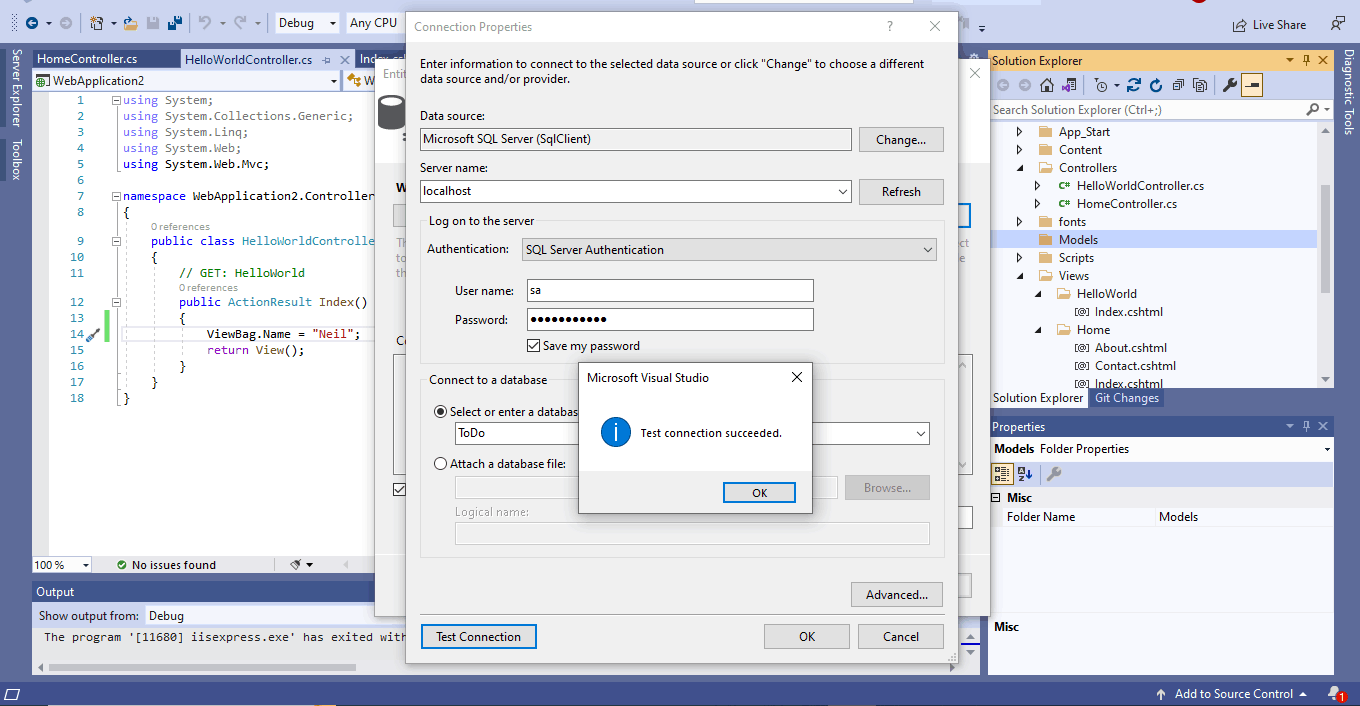 Debug
Any CPU
Live Share
Server Explorer
Toolbox
HomeController.cs
HelloWorldController.cs
Index.cs
WebApplication2
W
1 using System;
2 using System.Collections.Generic;
3 using System.Linq;
4 using System.Web;
5 using System.Web.Mvc;
6
7 namespace WebApplication2.Controller
8 {
0 references
9 public class HelloWorldControlle
10 {
11 // GET: HelloWorld
0 references
12 public ActionResult Index()
13 {
14 ViewBag.Name = "Neil";
15 return View();
16 }
17 }
18 }
100 %
No issues found
Output
Show output from: Debug
The program '[11680] iisexpress.exe' has exited with
Entit
W
Th
to
the
Co
ct
e
Connection Properties
?
Enter information to connect to the selected data source or click "Change" to choose a different
data source and/or provider.
Data source:
Microsoft SQL Server (SqlClient)
Change...
Server name:
localhost
Refresh
Log on to the server
Authentication: SQL Server Authentication
User name: sa
Password: ●●●●●●●●●●●
Save my password
Connect to a database
Select or enter a databas
ToDo
Attach a database file:
Browse...
Logical name:
Advanced...
Test Connection
OK
Cancel
Microsoft Visual Studio
i
Test connection succeeded.
OK
Solution Explorer
Search Solution Explorer (Ctrl+;)
App_Start
Content
Controllers
C# HelloWorldController.cs
C# HomeController.cs
fonts
Models
Scripts
Views
HelloWorld
[@] Index.cshtml
Home
[@] About.cshtml
[@] Contact.cshtml
[@] Index.cshtml
Solution Explorer
Git Changes
Properties
Models Folder Properties
Misc
Folder Name Models
Misc
Diagnostic Tools
Add to Source Control
1